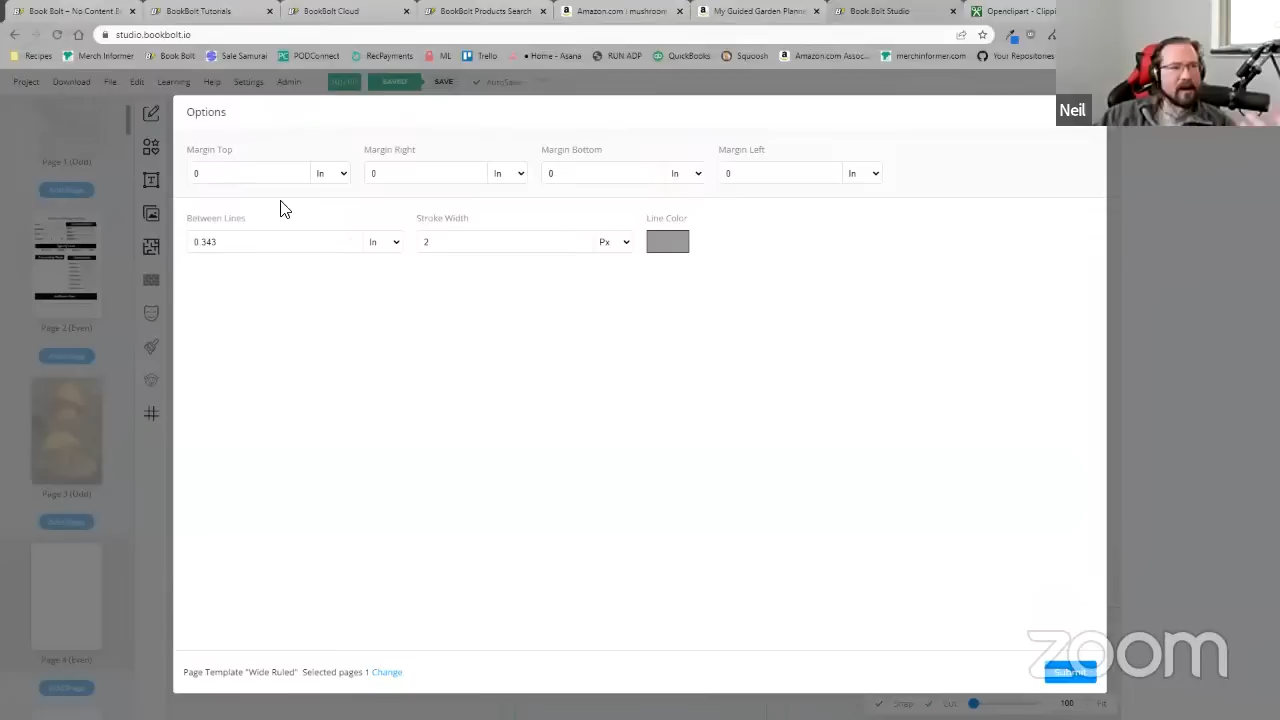 Book Bolt – No Content B
BookBolt Tutorials
BookBolt Cloud
BookBolt Products Search
Amazon.com : mushroom
My Guided Garden Planne
Book Bolt Studio
Openclipart - Clippin
studio.bookbolt.io
Recipes
Merch Informer
Book Bolt
Sale Samurai
PODConnect
RecPayments
ML
Trello
Home - Asana
RUN-ADP
QuickBooks
Squoosh
Amazon.com Assoc...
merchinformer.com
Your Repositories
Project
Download
File
Edit
Learning
Help
Settings
Admin
SAVED
SAVE
AutoSave
Neil
Options
Margin Top
Margin Right
Margin Bottom
Margin Left
0 In
0 In
0 In
0 In
Between Lines
Stroke Width
Line Color
0.343 In
2 Px
Page 1 (Odd)
Page 2 (Even)
Page 3 (Odd)
Page 4 (Even)
Page Template "Wide Ruled" Selected pages 1 Change
Submit
zoom
Snap
100
Fit